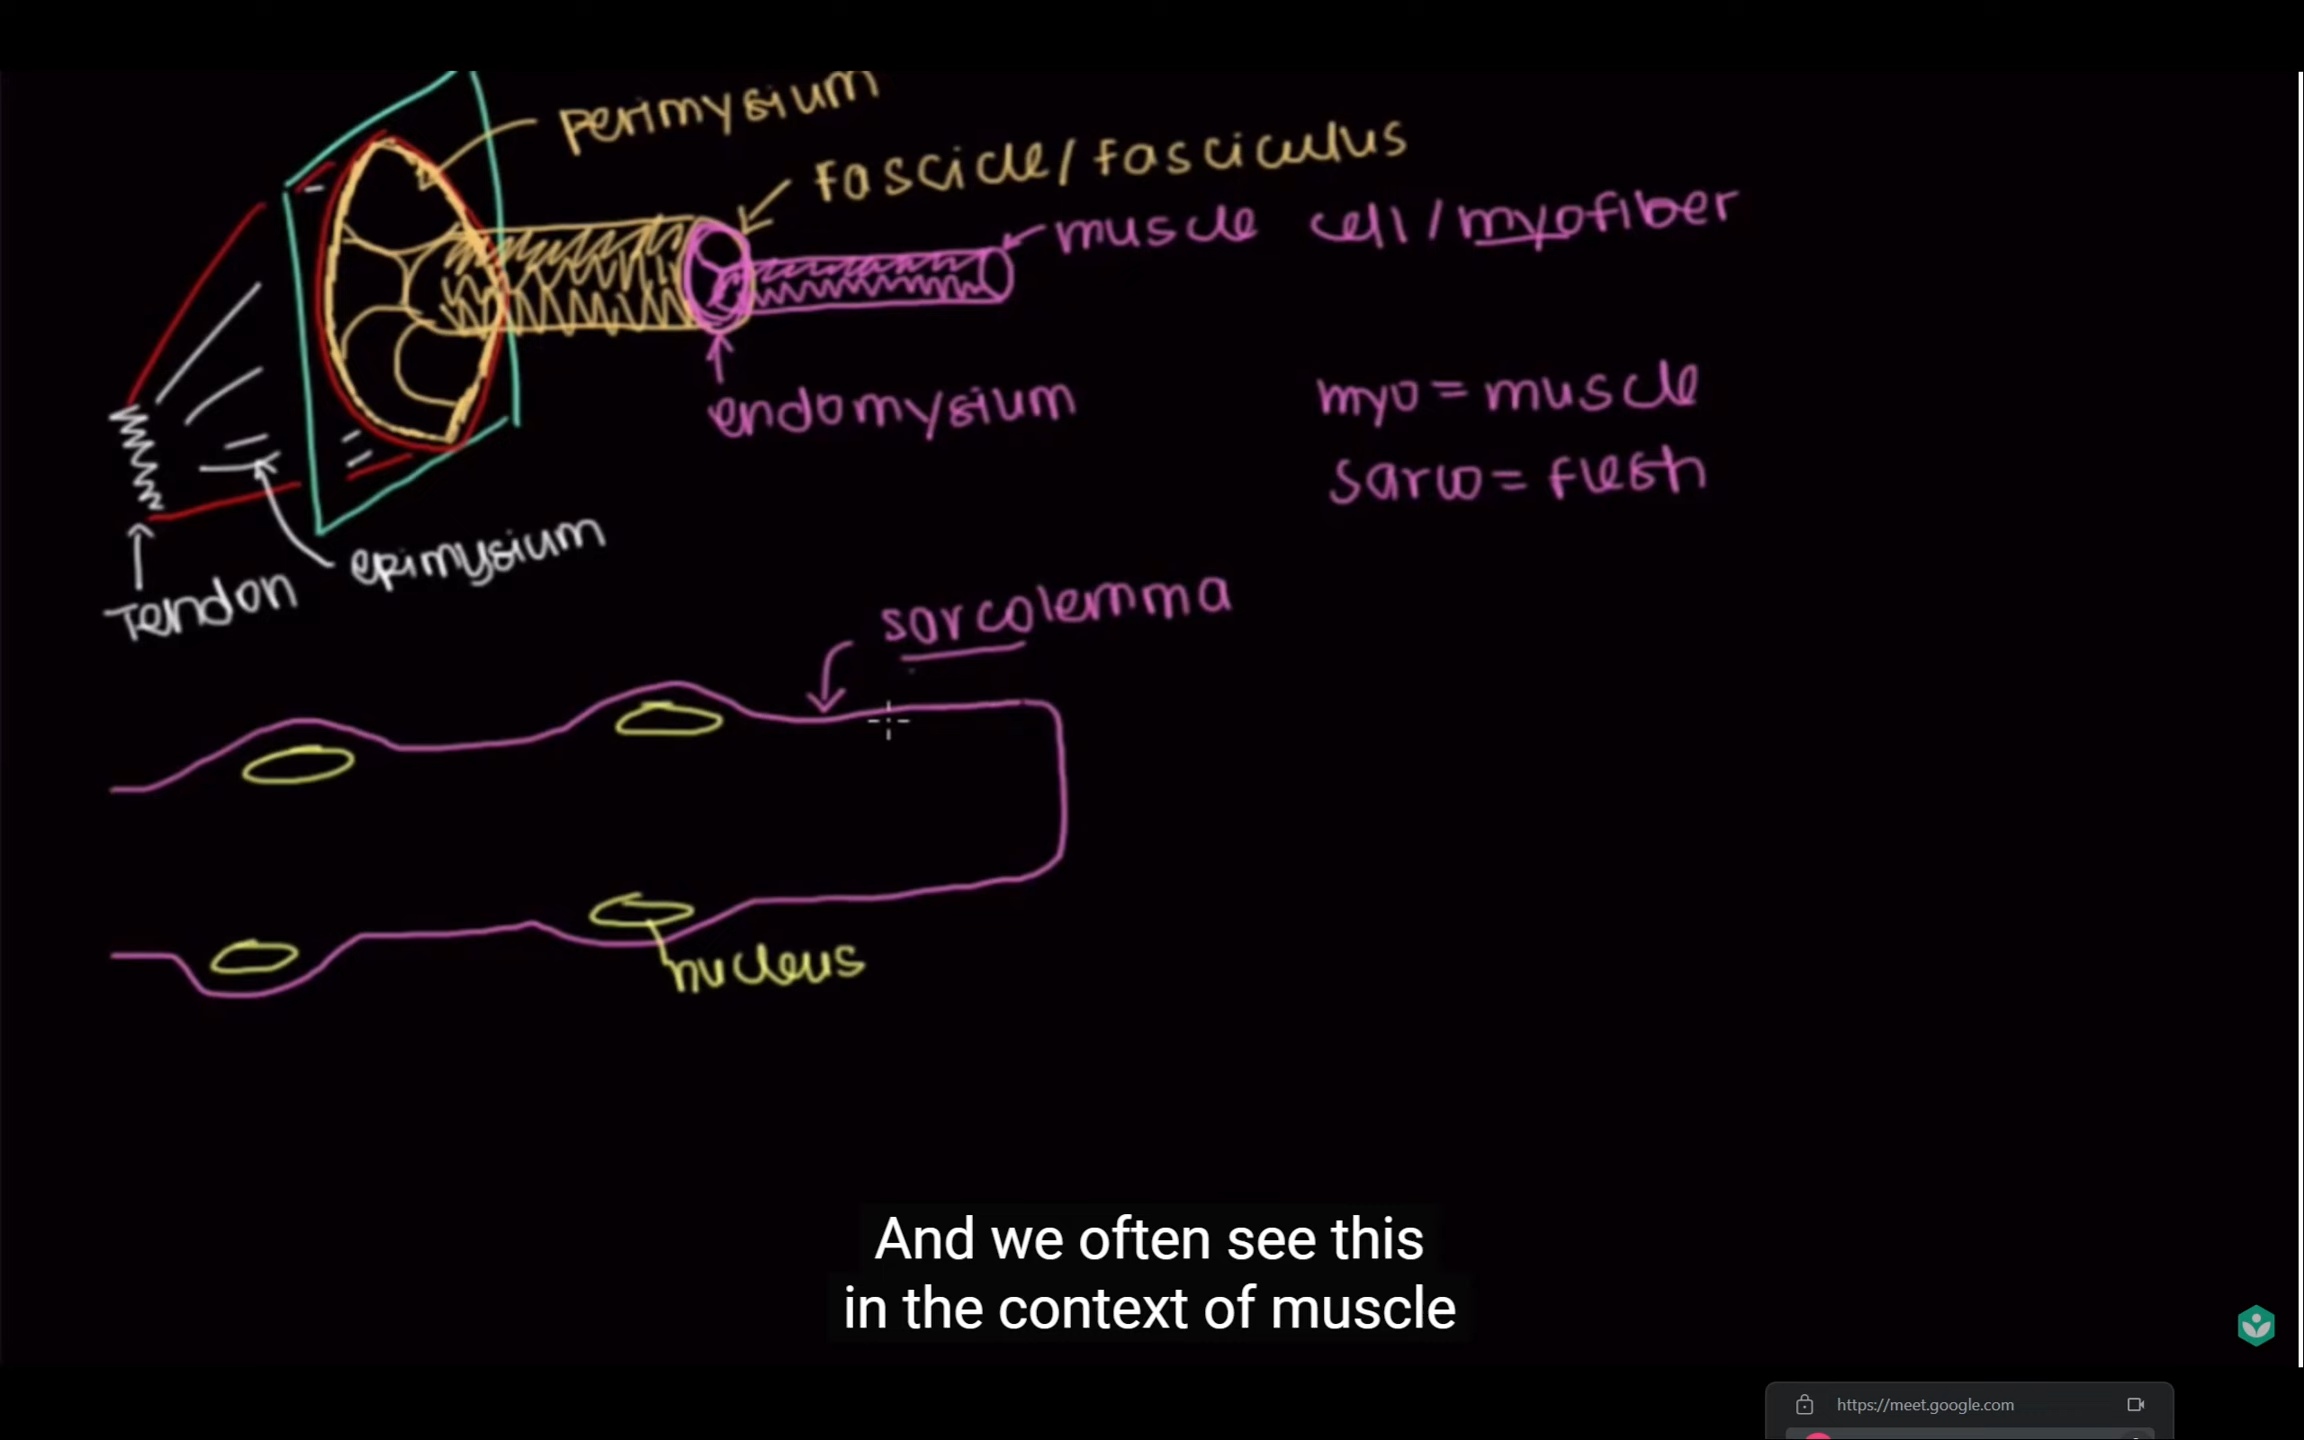 perimysium
fascicle/fasciculus
muscle cell/myofiber
endomysium
myo=muscle
sarco=flesh
epimysium
Tendon
sarcolemma
nucleus
And we often see this
in the context of muscle
https://meet.google.com